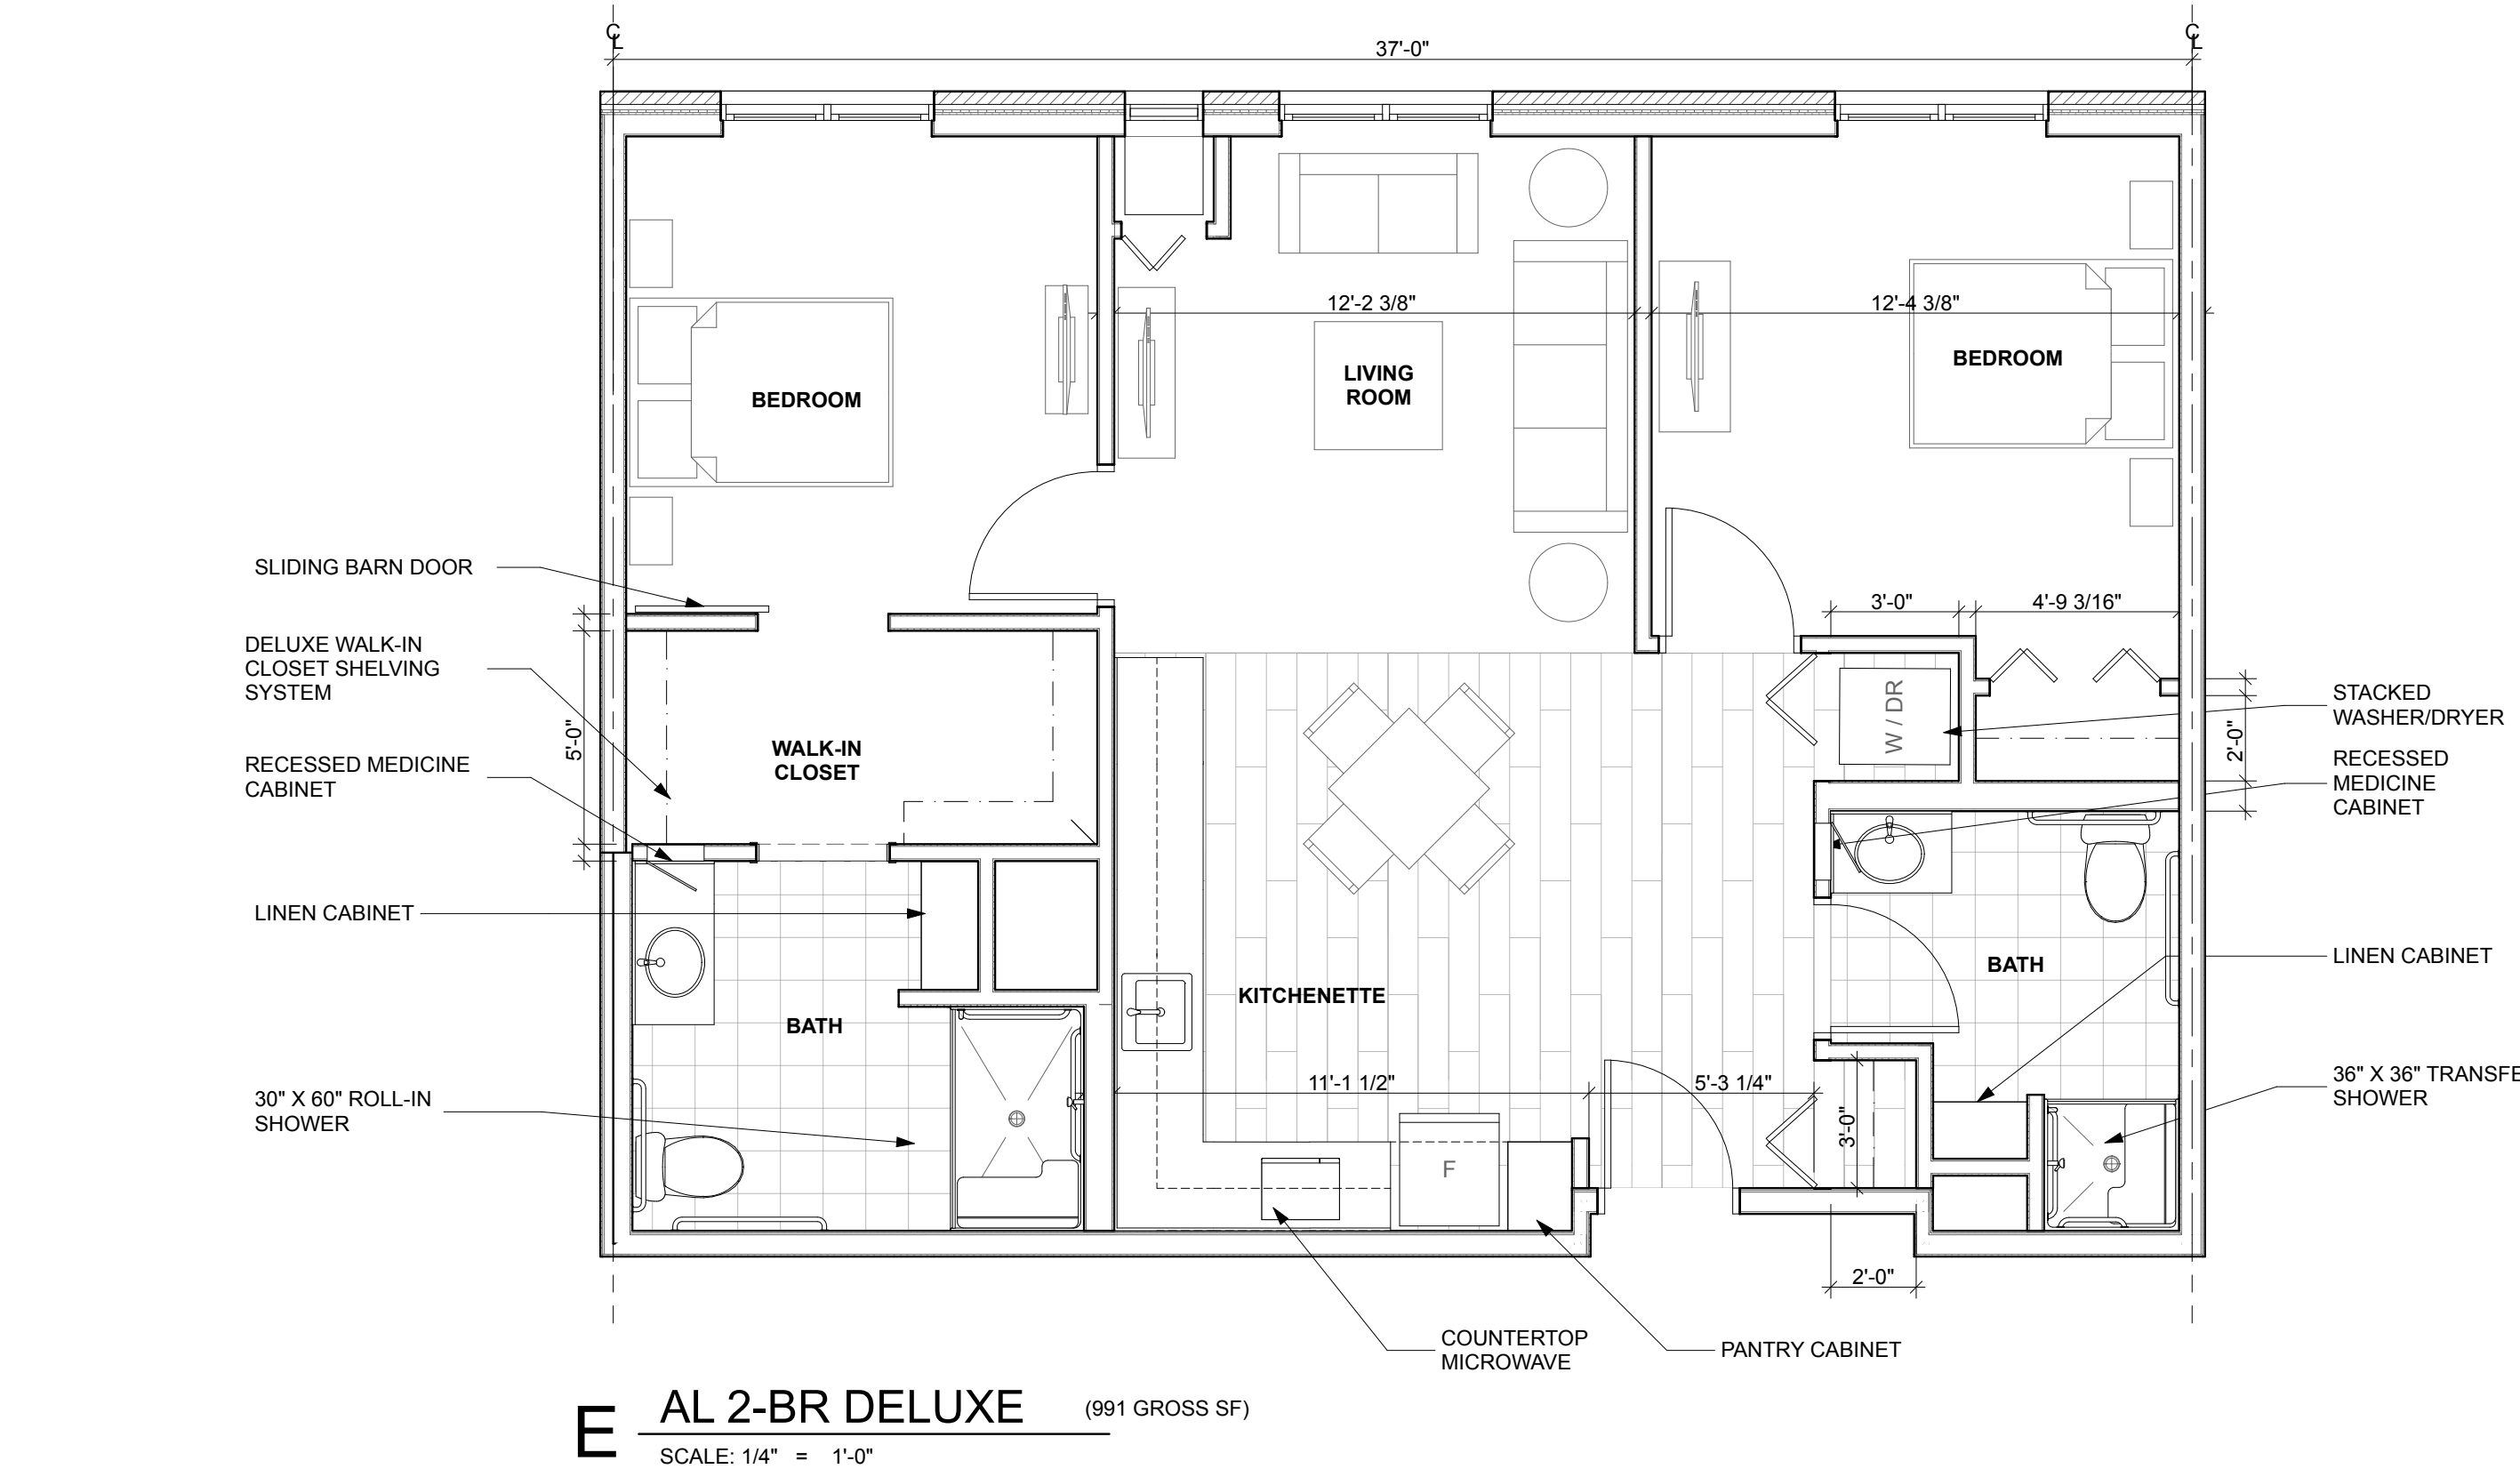 C
L
C
L
37'-0"
12'-2 3/8"
12'-4 3/8"
LIVING
ROOM
BEDROOM
BEDROOM
SLIDING BARN DOOR
3'-0"
4'-9 3/16"
DELUXE WALK-IN
CLOSET SHELVING
SYSTEM
W / DR
STACKED
WASHER/DRYER
5'-0"
WALK-IN
CLOSET
2'-0"
RECESSED MEDICINE
CABINET
RECESSED
MEDICINE
CABINET
LINEN CABINET
BATH
LINEN CABINET
KITCHENETTE
BATH
30" X 60" ROLL-IN
SHOWER
11'-1 1/2"
5'-3 1/4"
3'-0"
36" X 36" TRANSFE
SHOWER
F
2'-0"
COUNTERTOP
MICROWAVE
PANTRY CABINET
E
AL 2-BR DELUXE
(991 GROSS SF)
SCALE: 1/4" = 1'-0"